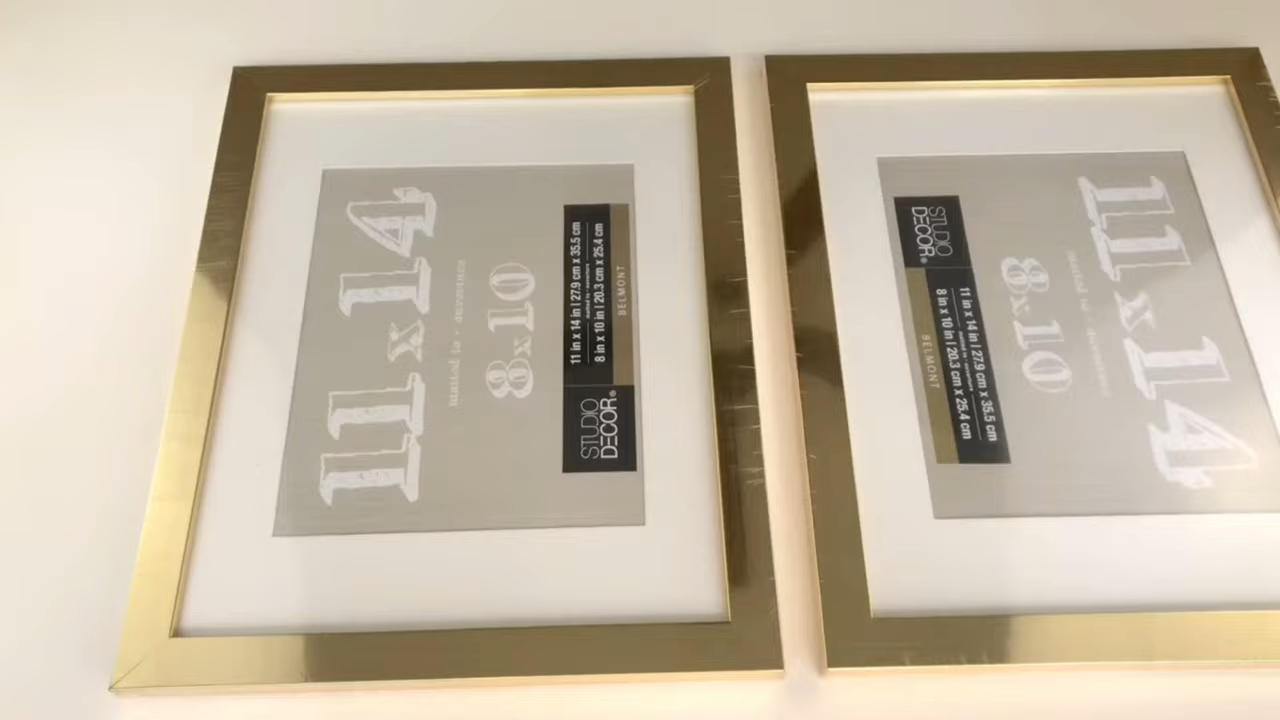 11x14
matted to - dimensions
8x10
11 in x 14 in | 27.9 cm x 35.5 cm
8 in x 10 in | 20.3 cm x 25.4 cm
BELMONT
STUDIO
DECOR®
11x14
8x10
11 in x 14 in | 27.9 cm x 35.5 cm
8 in x 10 in | 20.3 cm x 25.4 cm
BELMONT
STUDIO
DECOR®